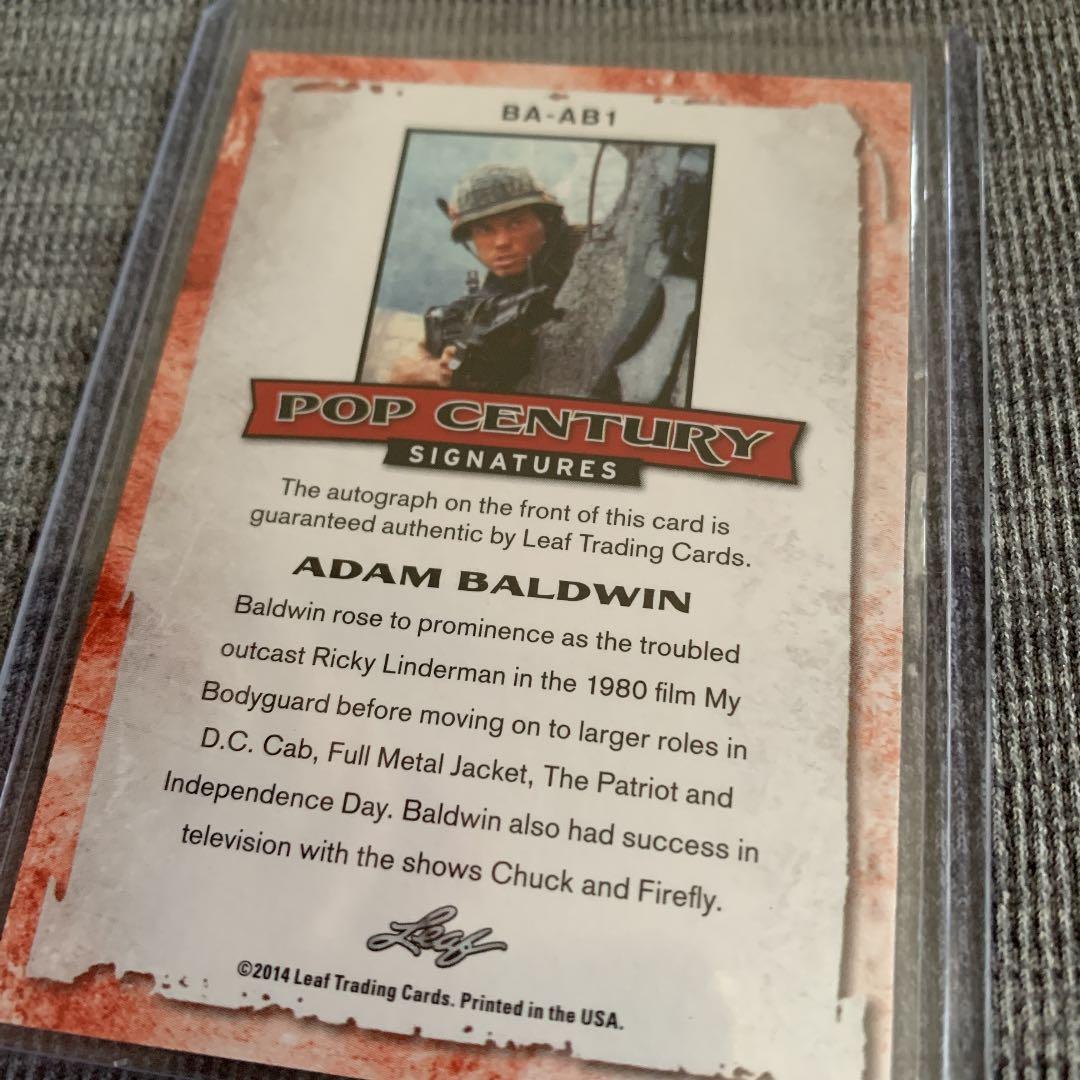 BA-AB1
POP CENTURY
SIGNATURES
The autograph on the front of this card is
guaranteed authentic by Leaf Trading Cards.
ADAM BALDWIN
Baldwin rose to prominence as the troubled
outcast Ricky Linderman in the 1980 film My
Bodyguard before moving on to larger roles in
D.C. Cab, Full Metal Jacket, The Patriot and
Independence Day. Baldwin also had success in
television with the shows Chuck and Firefly.
Leaf
©2014 Leaf Trading Cards. Printed in the USA.